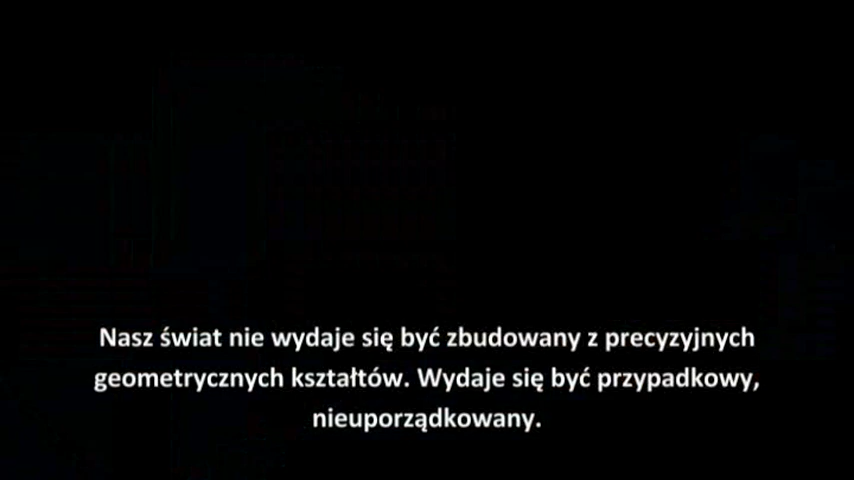 Nasz świat nie wydaje się być zbudowany z precyzyjnych
geometrycznych kształtów. Wydaje się być przypadkowy,
nieuporządkowany.